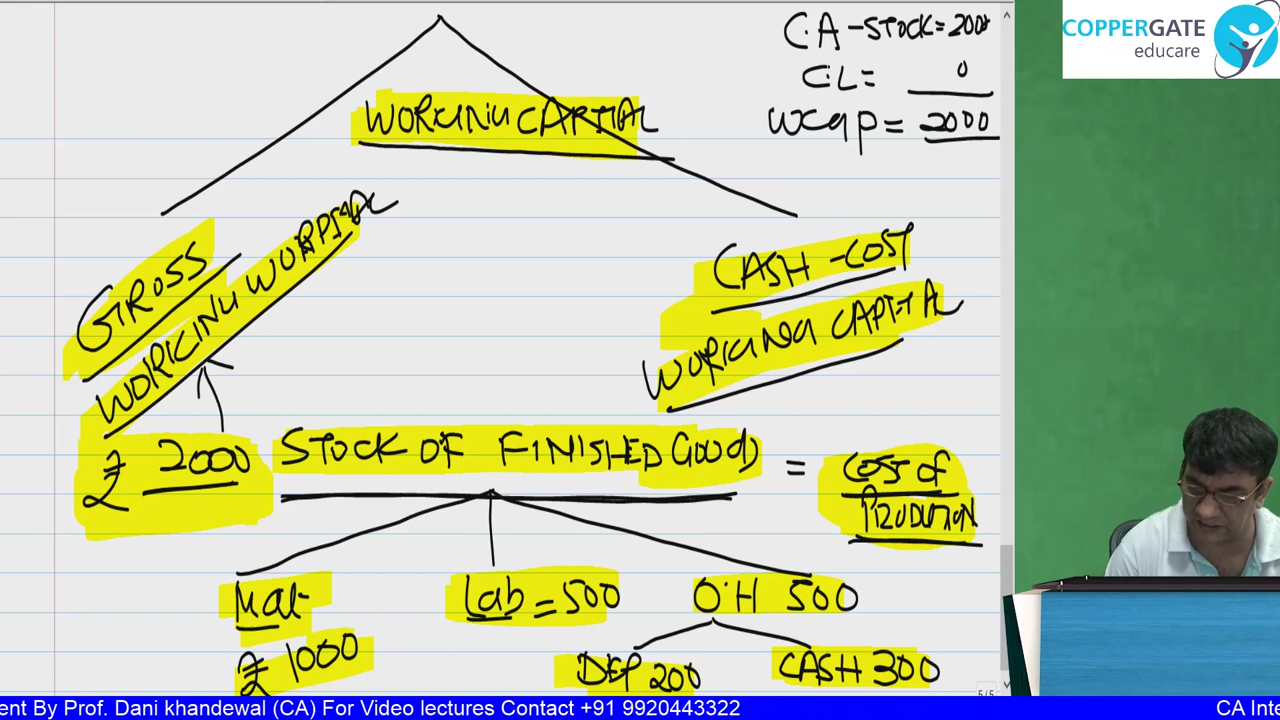 C.A - STOCK = 2000
C.L = 0
WCap = 2000
WORKING CAPITAL
GROSS
WORKING
CASH - COST
WORKING CAPITAL
₹ 2000 STOCK OF FINISHED GOODS = COST OF
PRODUCTION
Mat Lab = 500 O.H 500
₹ 1000 DEP 200 CASH 300
COPPERGATE
educare
5/5
ent By Prof. Dani khandewal (CA) For Video lectures Contact +91 9920443322 CA Inte